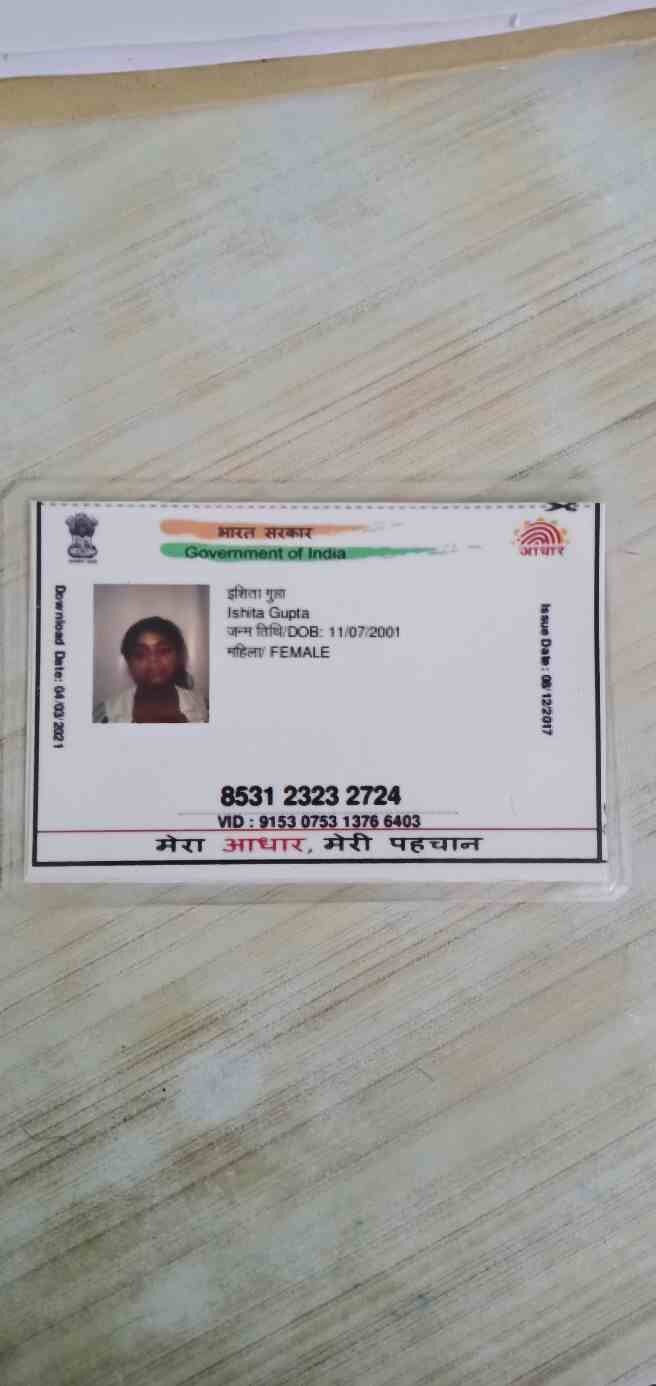 भारत सरकार
Government of India
आधार
Download Date: 04/03/2021
इशिता गुप्ता
Ishita Gupta
जन्म तिथि/DOB: 11/07/2001
महिला/ FEMALE
Issue Date: 08/12/2017
8531 2323 2724
VID : 9153 0753 1376 6403
मेरा आधार, मेरी पहचान